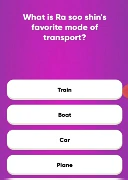 What is Ra soo shin's
favorite mode of
transport?
Train
Boat
Car
Plane